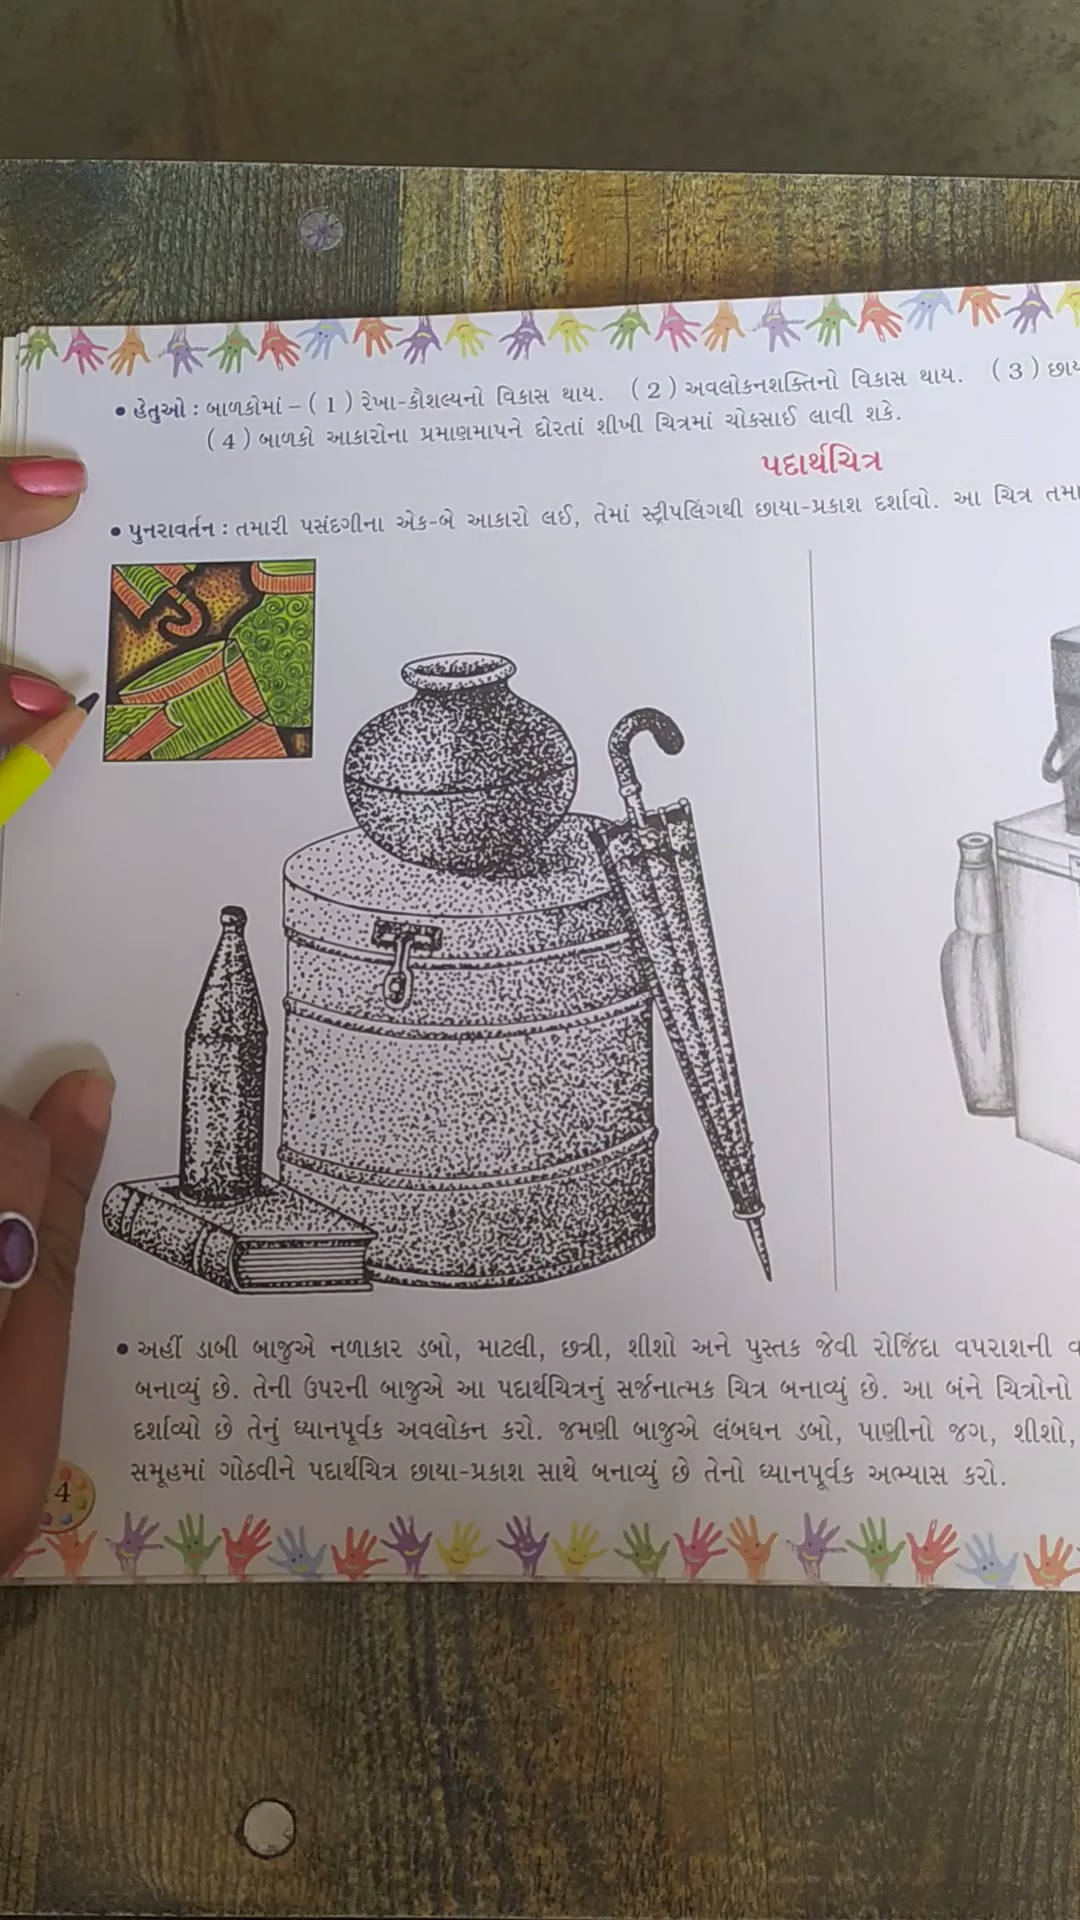 • હેતુઓ : બાળકોમાં – ( 1 ) રેખા-કૌશલ્યનો વિકાસ થાય. ( 2 ) અવલોકનશક્તિનો વિકાસ થાય. ( 3 )
( 4 ) બાળકો આકારોના પ્રમાણમાપને દોરતાં શીખી ચિત્રમાં ચોકસાઈ લાવી શકે.
પદાર્થચિત્ર
• પુનરાવર્તન : તમારી પસંદગીના એક-બે આકારો લઈ, તેમાં સ્ટ્રીપલિંગથી છાયા-પ્રકાશ દર્શાવો. આ ચિત્ર
• અહીં ડાબી બાજુએ નળાકાર ડબો, માટલી, છત્રી, શીશો અને પુસ્તક જેવી રોજિંદા વપરાશની
બનાવ્યું છે. તેની ઉપરની બાજુએ આ પદાર્થચિત્રનું સર્જનાત્મક ચિત્ર બનાવ્યું છે. આ બંને ચિત્રોનો
દર્શાવ્યો છે તેનું ધ્યાનપૂર્વક અવલોકન કરો. જમણી બાજુએ લંબઘન ડબો, પાણીનો જગ, શીશો,
સમૂહમાં ગોઠવીને પદાર્થચિત્ર છાયા-પ્રકાશ સાથે બનાવ્યું છે તેનો ધ્યાનપૂર્વક અભ્યાસ કરો.